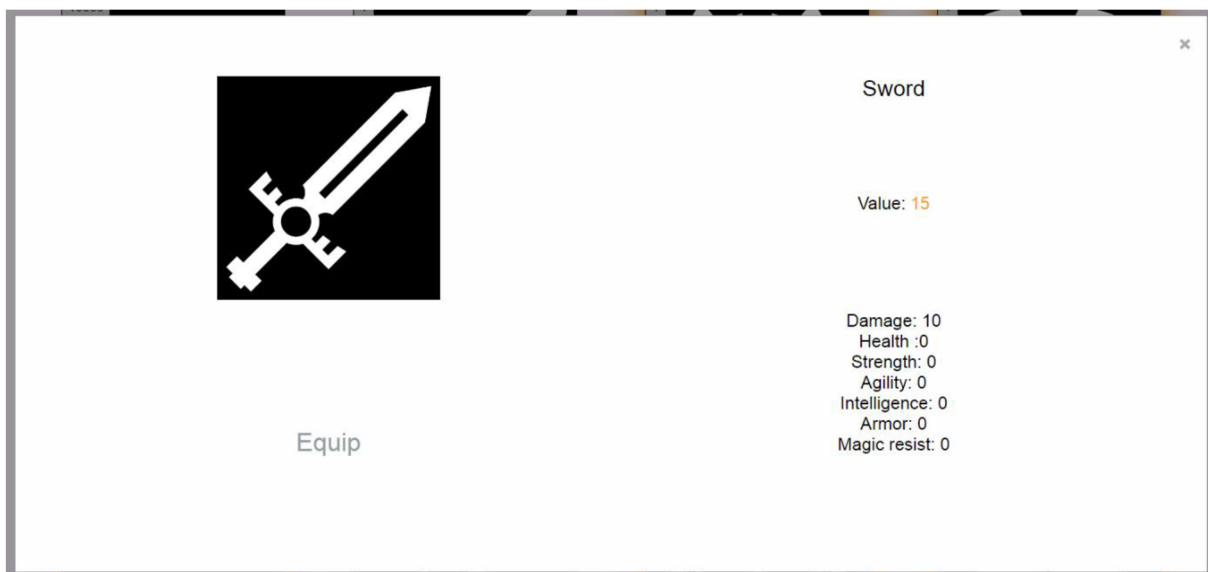 Sword
Value: 15
Damage: 10
Health :0
Strength: 0
Agility: 0
Intelligence: 0
Armor: 0
Magic resist: 0
Equip